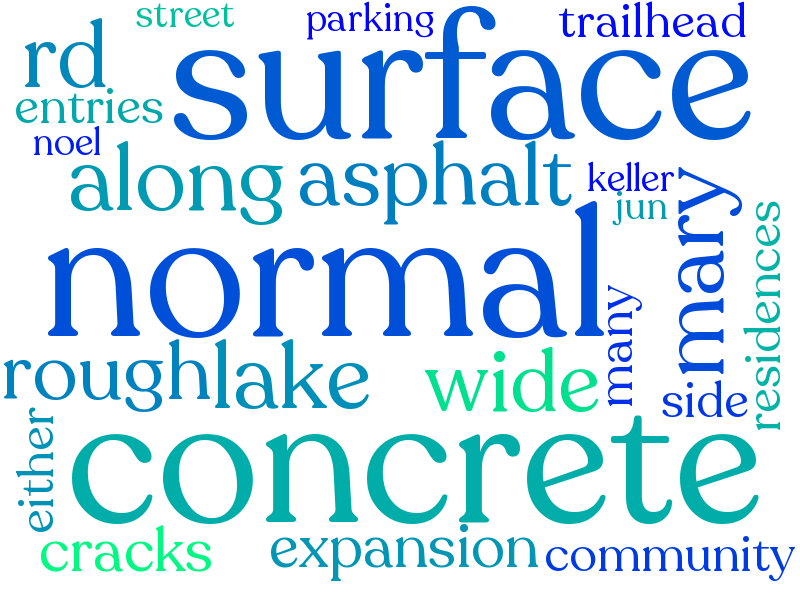 street
parking
trailhead
rd
surface
entries
noel
along
asphalt
keller
jun
mary
residences
normal
many
rough
lake
wide
side
either
concrete
cracks
expansion
community